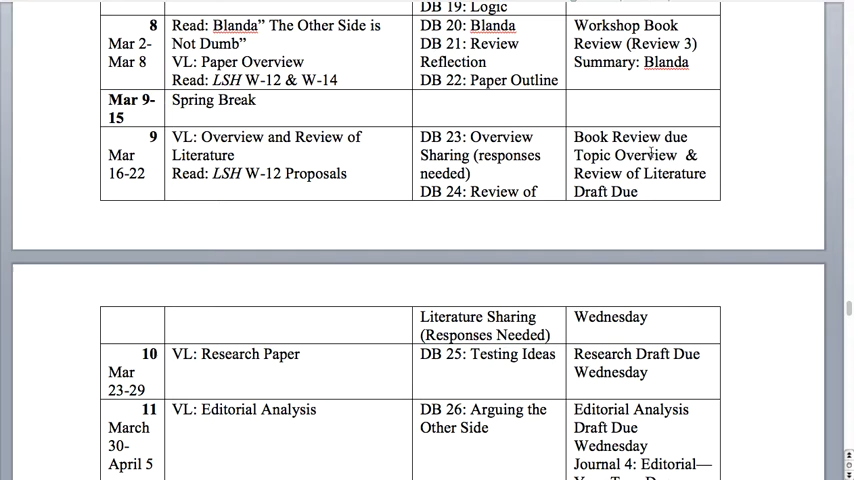 DB 19: Logic
8
Mar 2-
Mar 8
Read: Blanda” The Other Side is
Not Dumb”
VL: Paper Overview
Read: LSH W-12 & W-14
DB 20: Blanda
DB 21: Review
Reflection
DB 22: Paper Outline
Workshop Book
Review (Review 3)
Summary: Blanda
Mar 9-
15
Spring Break
9
Mar
16-22
VL: Overview and Review of
Literature
Read: LSH W-12 Proposals
DB 23: Overview
Sharing (responses
needed)
DB 24: Review of
Book Review due
Topic Overview &
Review of Literature
Draft Due
Literature Sharing
(Responses Needed)
Wednesday
10
Mar
23-29
VL: Research Paper
DB 25: Testing Ideas
Research Draft Due
Wednesday
11
March
30-
April 5
VL: Editorial Analysis
DB 26: Arguing the
Other Side
Editorial Analysis
Draft Due
Wednesday
Journal 4: Editorial—